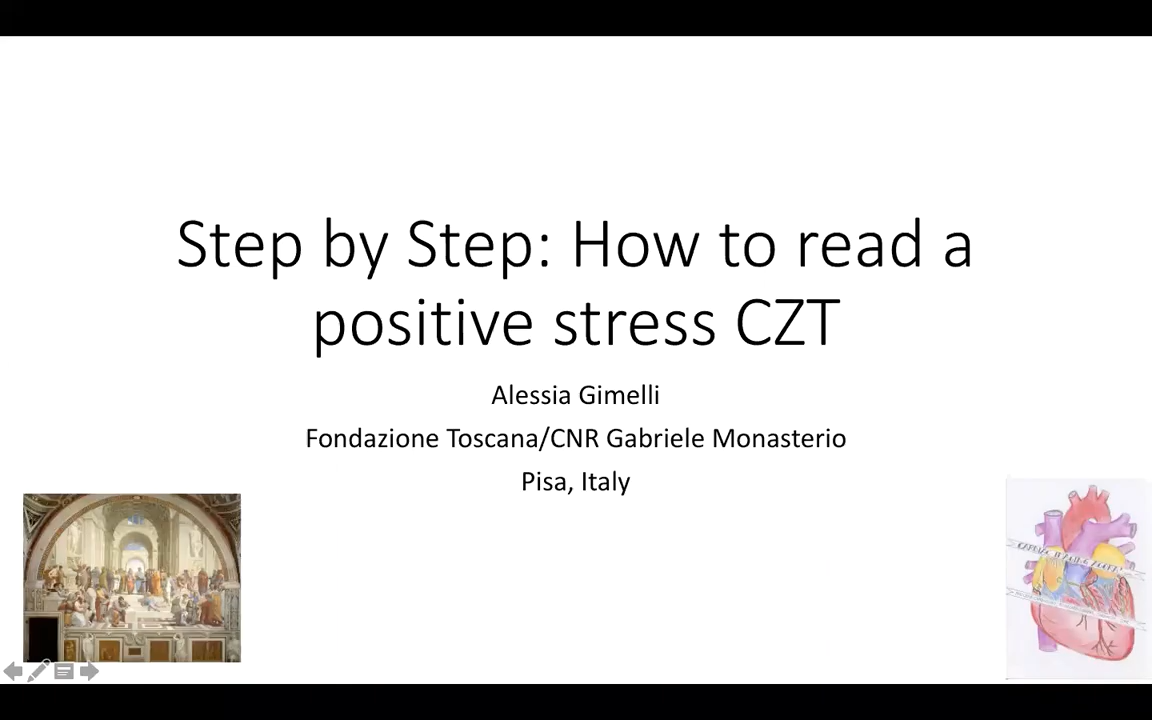 Step by Step: How to read a
positive stress CZT
Alessia Gimelli
Fondazione Toscana/CNR Gabriele Monasterio
Pisa, Italy